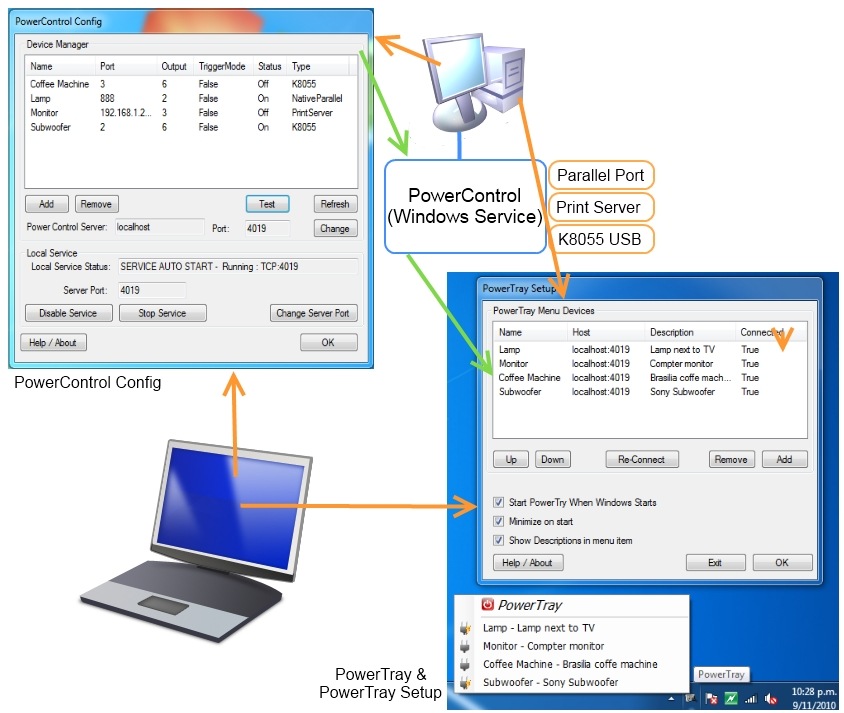 PowerControl Config
Device Manager
Name Port Output TriggerMode Status Type
Coffee Machine 3 6 False Off K8055
Lamp 888 2 False On NativeParallel
Monitor 192.168.1.2... 3 False Off PrintServer
Subwoofer 2 6 False On K8055
Add Remove Test Refresh
Power Control Server: localhost Port: 4019 Change
Local Service
Local Service Status: SERVICE AUTO START - Running : TCP:4019
Server Port: 4019
Disable Service Stop Service Change Server Port
Help / About OK
PowerControl Config
PowerControl
(Windows Service)
Parallel Port
Print Server
K8055 USB
PowerTray Setup
PowerTray Menu Devices
Name Host Description Connected
Lamp localhost:4019 Lamp next to TV True
Monitor localhost:4019 Compter monitor True
Coffee Machine localhost:4019 Brasilia coffe mach... True
Subwoofer localhost:4019 Sony Subwoofer True
Up Down Re-Connect Remove Add
Start PowerTry When Windows Starts
Minimize on start
Show Descriptions in menu item
Help / About Exit OK
PowerTray
Lamp - Lamp next to TV
Monitor - Compter monitor
Coffee Machine - Brasilia coffe machine
Subwoofer - Sony Subwoofer
PowerTray &
PowerTray Setup
PowerTray
10:28 p.m.
9/11/2010